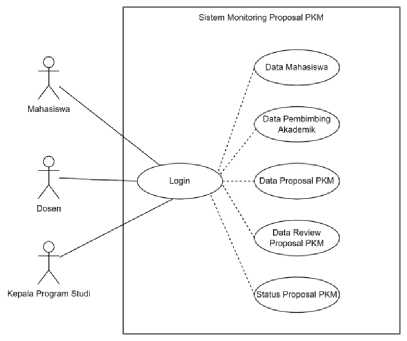 Sistem Monitoring Proposal PKM
Data Mahasiswa
Mahasiswa
Data Pembimbing
Akademik
Login
Data Proposal PKM
Dosen
Data Review
Proposal PKM
Kepala Program Studi
Status Proposal PKM